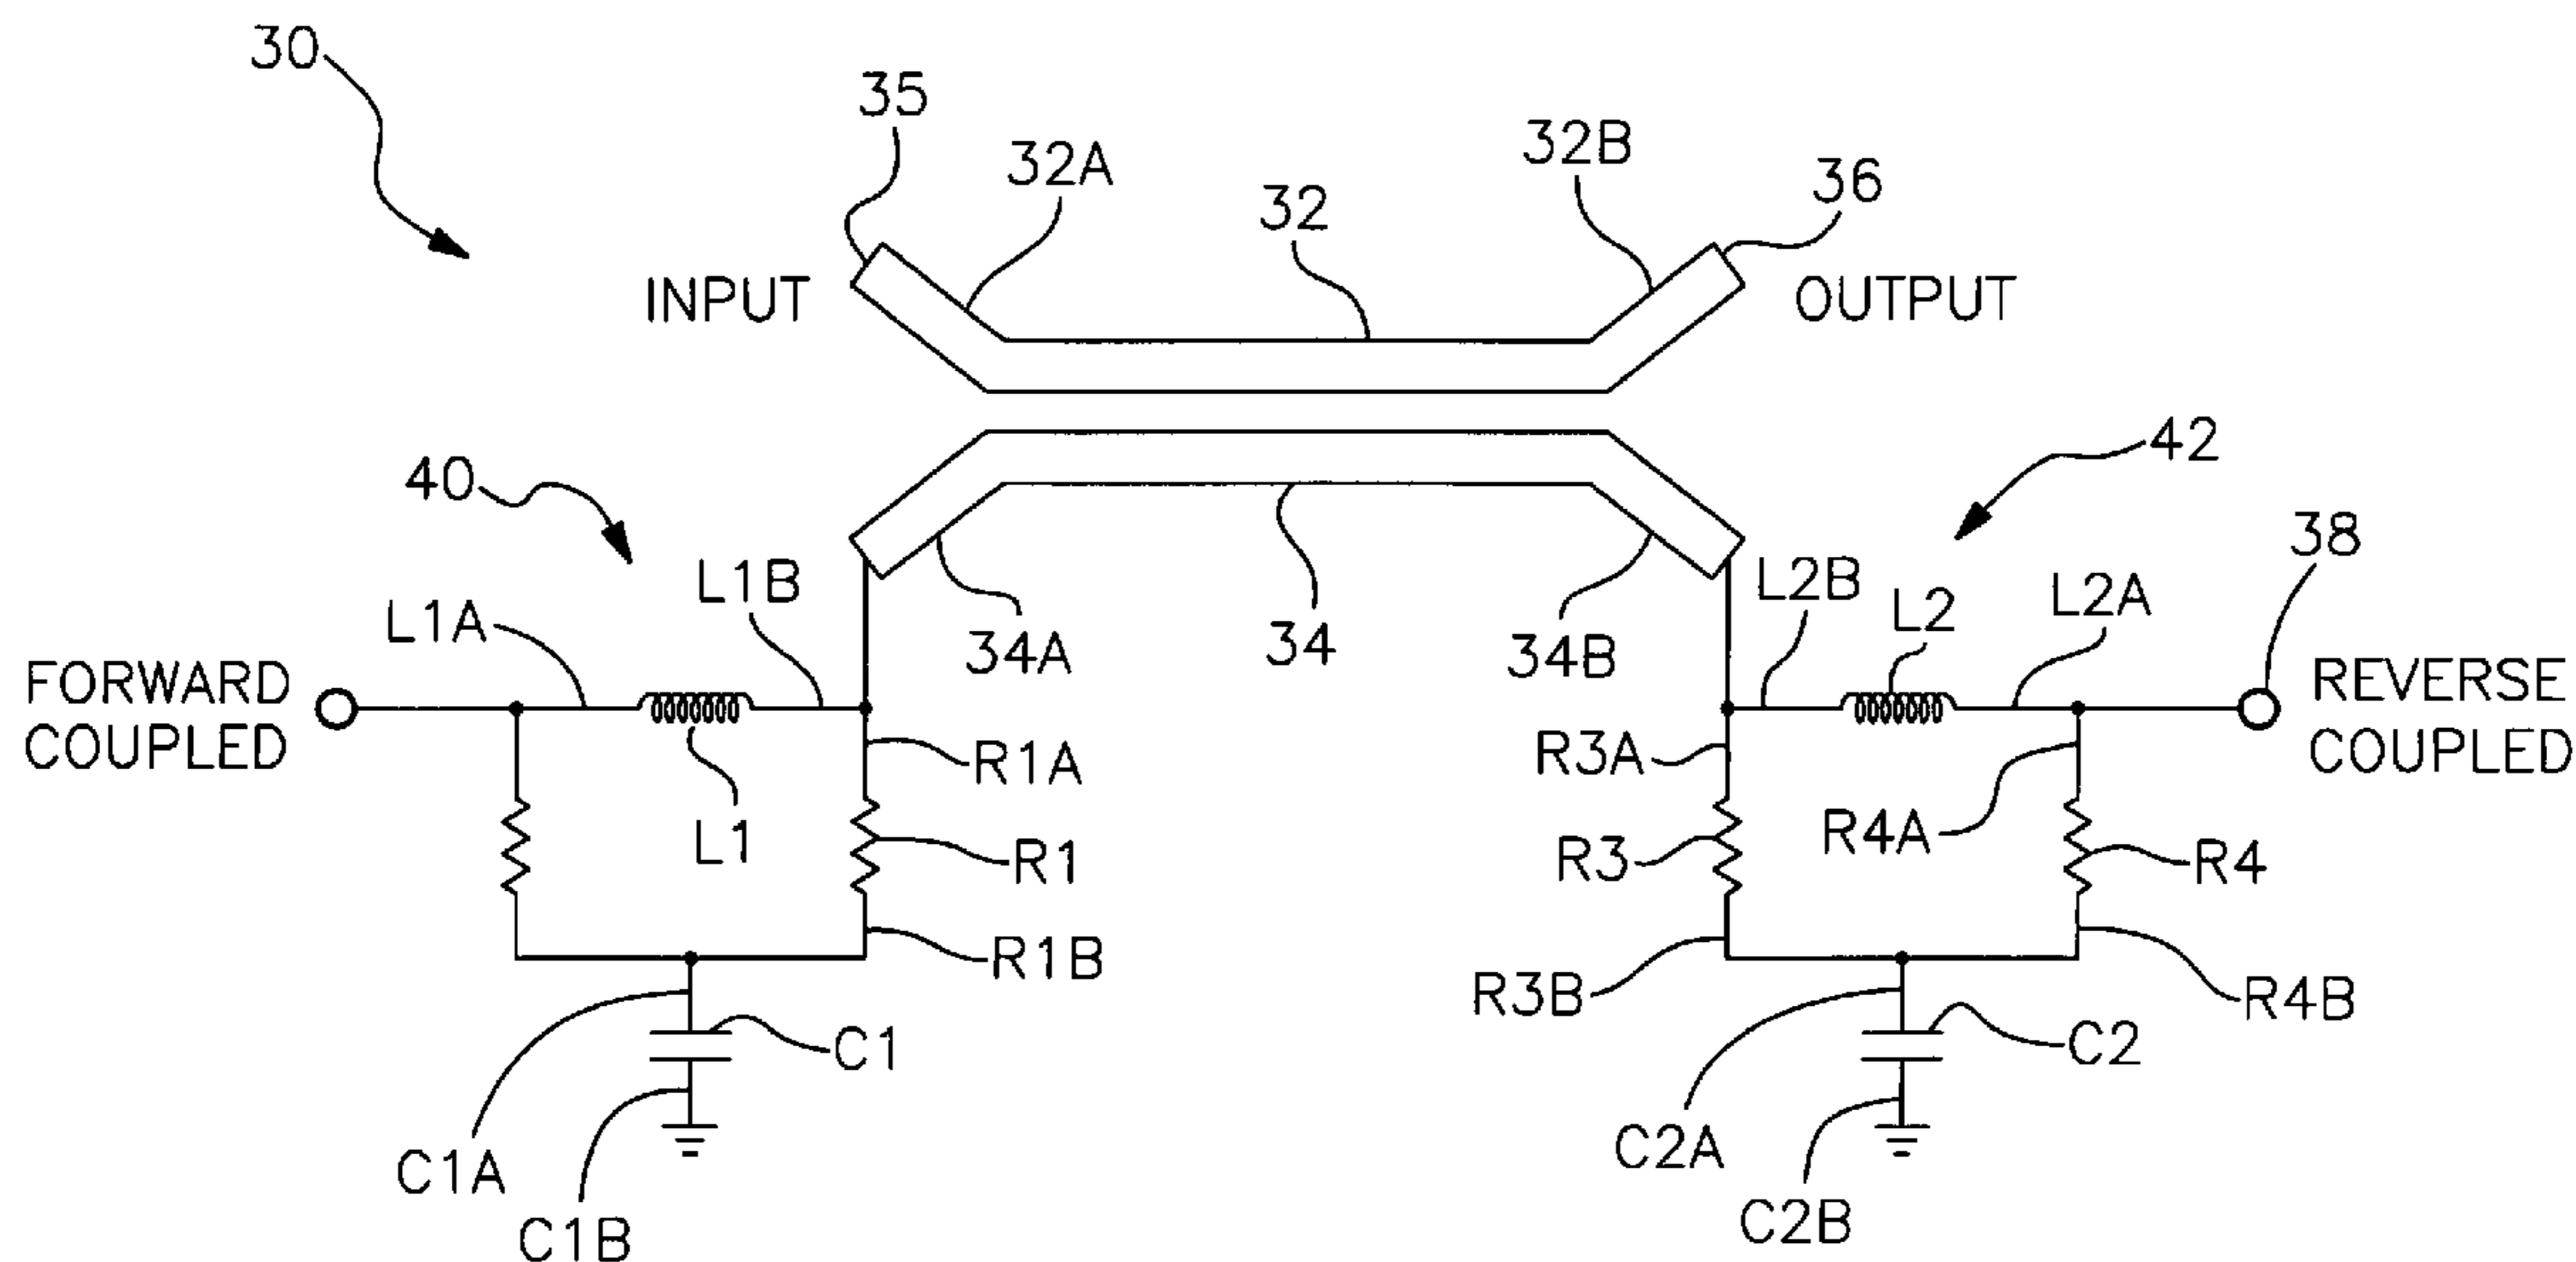 30
35
32A
32
32B
36
INPUT
OUTPUT
40
42
38
L1A
L1B
34A
34
34B
L2B
L2
L2A
FORWARD
COUPLED
REVERSE
COUPLED
L1
R1A
R1
R1B
R3A
R3
R3B
R4A
R4
R4B
C1
C1A
C1B
C2
C2A
C2B